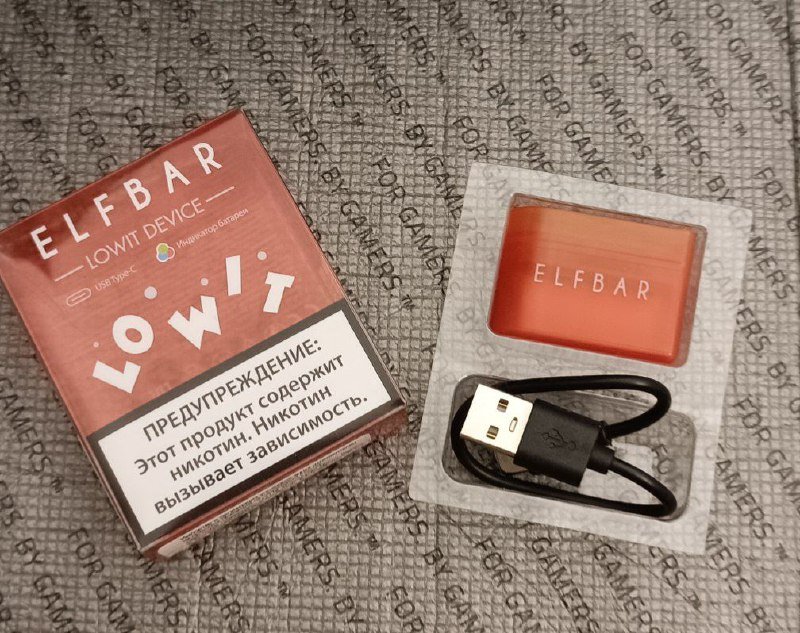 ELFBAR
LOWIT DEVICE
USB Type-C
Индикатор батареи
LOWIT
ПРЕДУПРЕЖДЕНИЕ:
Этот продукт содержит
никотин. Никотин
вызывает зависимость.
ELFBAR
FOR GAMERS. BY GAMERS.™